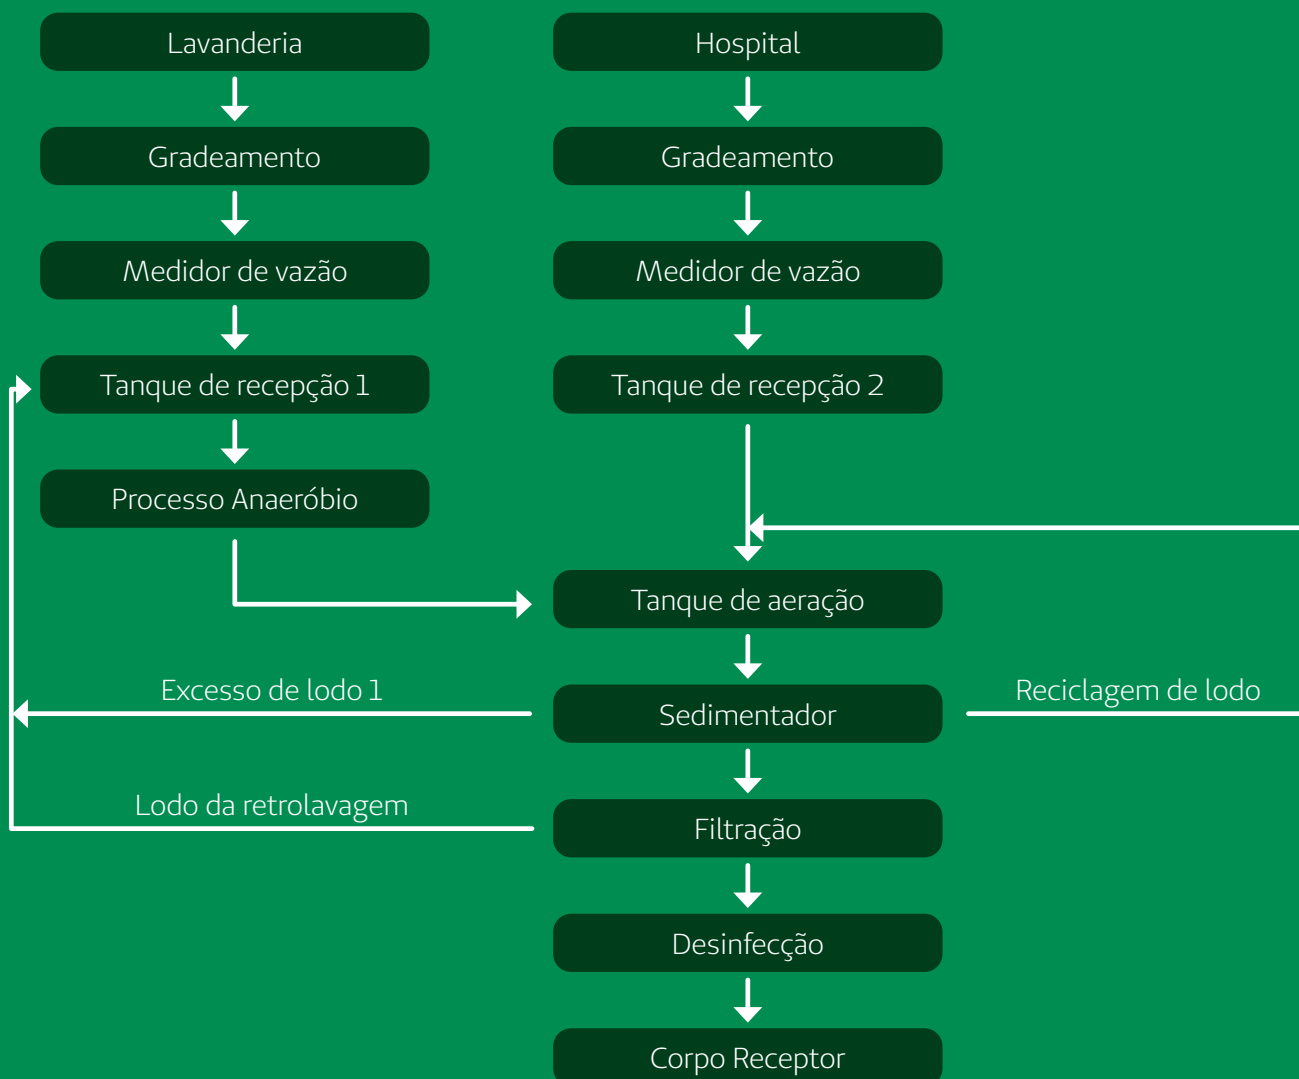 Lavanderia
Hospital
Gradeamento
Gradeamento
Medidor de vazão
Medidor de vazão
Tanque de recepção 1
Tanque de recepção 2
Processo Anaeróbio
Tanque de aeração
Excesso de lodo 1
Sedimentador
Reciclagem de lodo
Lodo da retrolavagem
Filtração
Desinfecção
Corpo Receptor